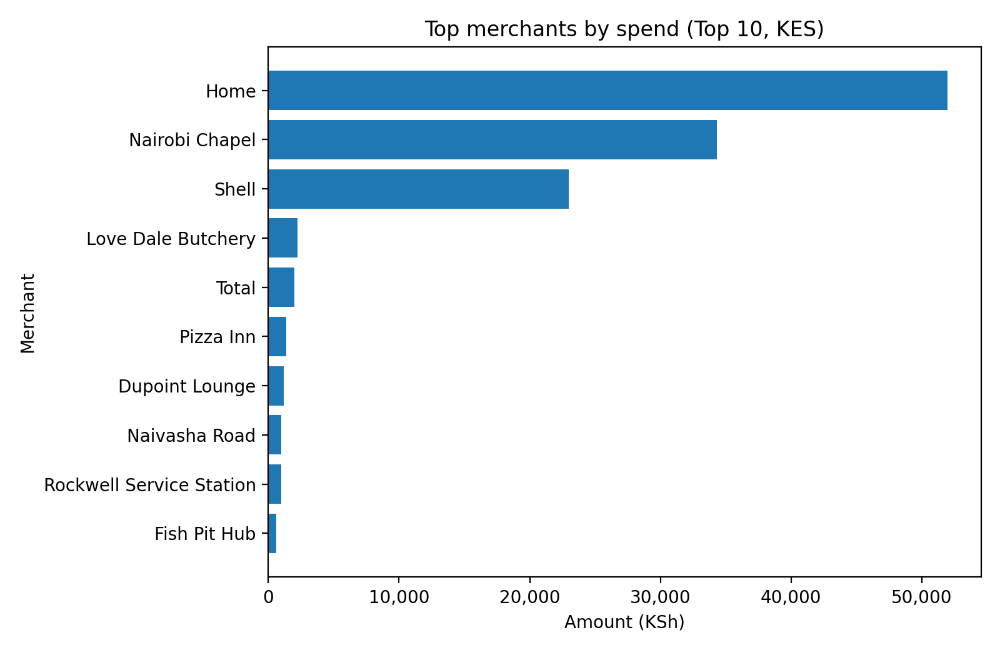 Top merchants by spend (Top 10, KES)
Merchant
Home
Nairobi Chapel
Shell
Love Dale Butchery
Total
Pizza Inn
Dupoint Lounge
Naivasha Road
Rockwell Service Station
Fish Pit Hub
0 10,000 20,000 30,000 40,000 50,000
Amount (KSh)